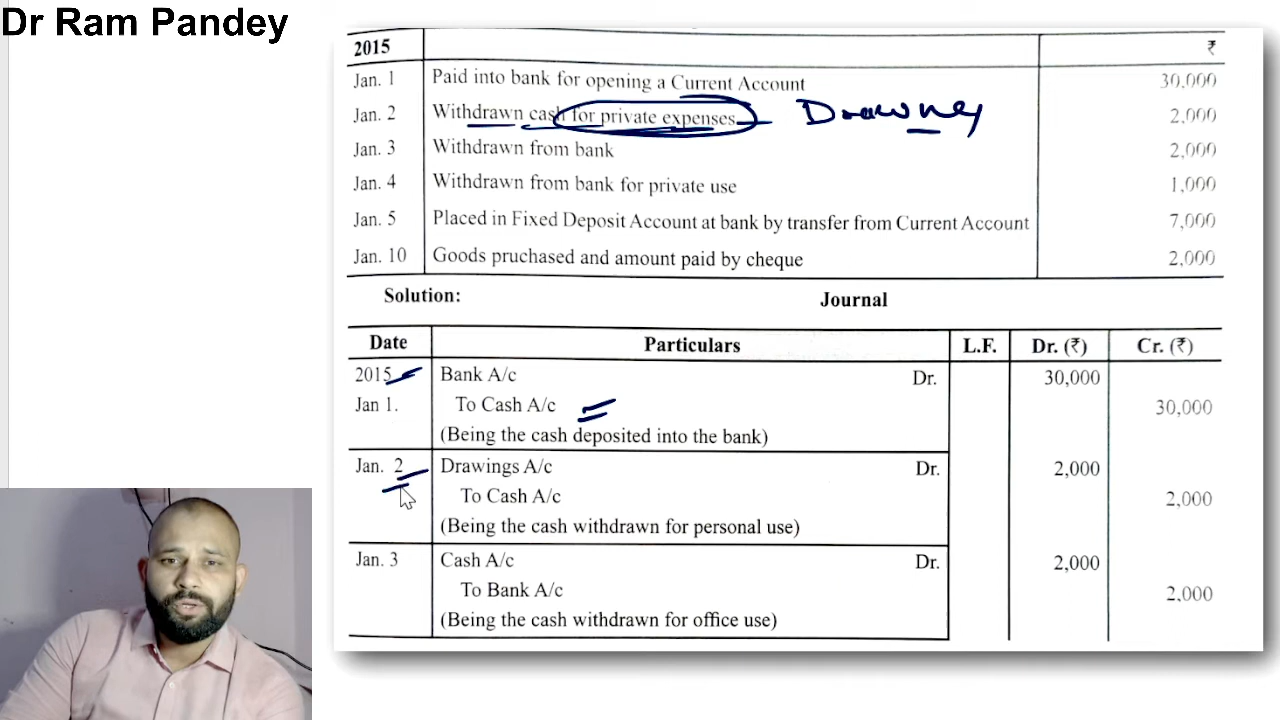 Dr Ram Pandey
2015 ₹
Jan. 1 Paid into bank for opening a Current Account 30,000
Jan. 2 Withdrawn cash for private expenses Drawing 2,000
Jan. 3 Withdrawn from bank 2,000
Jan. 4 Withdrawn from bank for private use 1,000
Jan. 5 Placed in Fixed Deposit Account at bank by transfer from Current Account 7,000
Jan. 10 Goods pruchased and amount paid by cheque 2,000
Solution: Journal
Date Particulars L.F. Dr. (₹) Cr. (₹)
2015 Bank A/c Dr. 30,000
Jan 1. To Cash A/c 30,000
(Being the cash deposited into the bank)
Jan. 2 Drawings A/c Dr. 2,000
To Cash A/c 2,000
(Being the cash withdrawn for personal use)
Jan. 3 Cash A/c Dr. 2,000
To Bank A/c 2,000
(Being the cash withdrawn for office use)